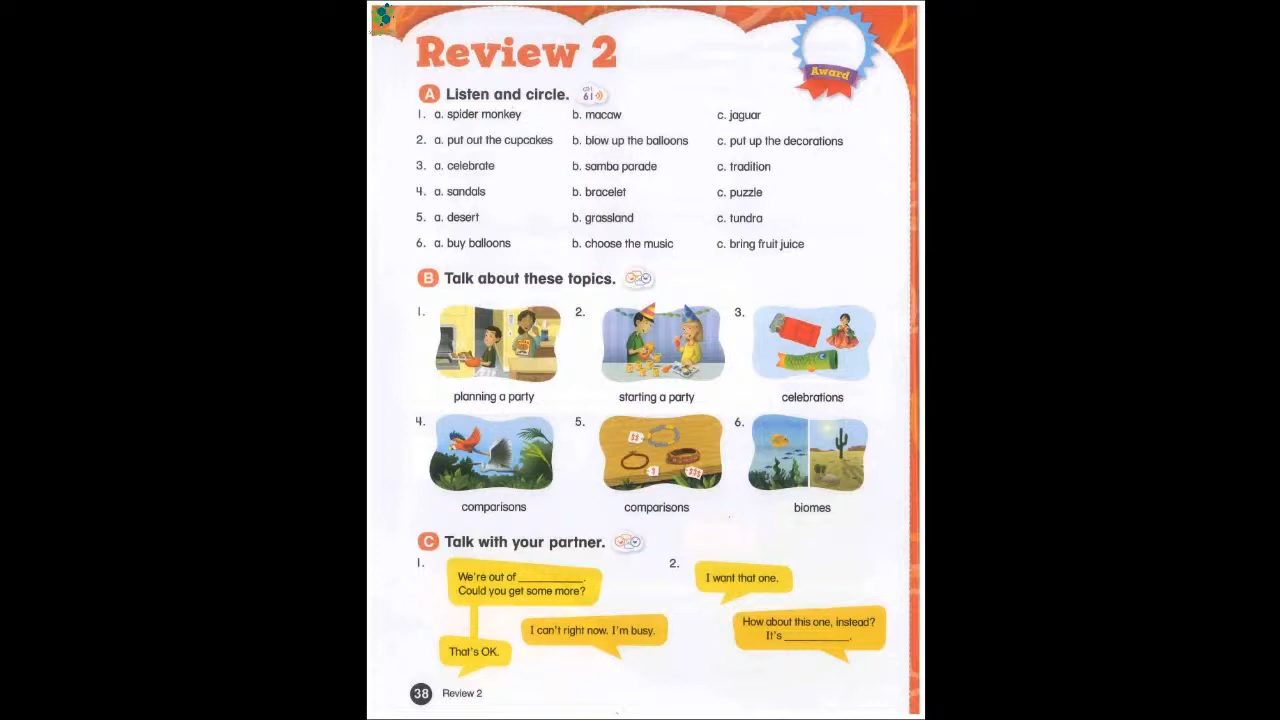 Review 2
Award
A Listen and circle. CD1 61
1. a. spider monkey b. macaw c. jaguar
2. a. put out the cupcakes b. blow up the balloons c. put up the decorations
3. a. celebrate b. samba parade c. tradition
4. a. sandals b. bracelet c. puzzle
5. a. desert b. grassland c. tundra
6. a. buy balloons b. choose the music c. bring fruit juice
B Talk about these topics.
1. 2. 3.
planning a party starting a party celebrations
4. 5. 6.
$$
$
$$$
comparisons comparisons biomes
C Talk with your partner.
1.
We're out of __________.
Could you get some more?
I can't right now. I'm busy.
That's OK.
2.
I want that one.
How about this one, instead?
It's __________.
38 Review 2